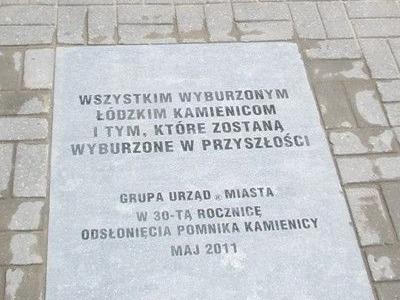 WSZYSTKIM WYBURZONYM
ŁÓDZKIM KAMIENICOM
I TYM, KTÓRE ZOSTANĄ
WYBURZONE W PRZYSZŁOŚCI
GRUPA URZĄD ® MIASTA
W 30-TĄ ROCZNICĘ
ODSŁONIĘCIA POMNIKA KAMIENICY
MAJ 2011